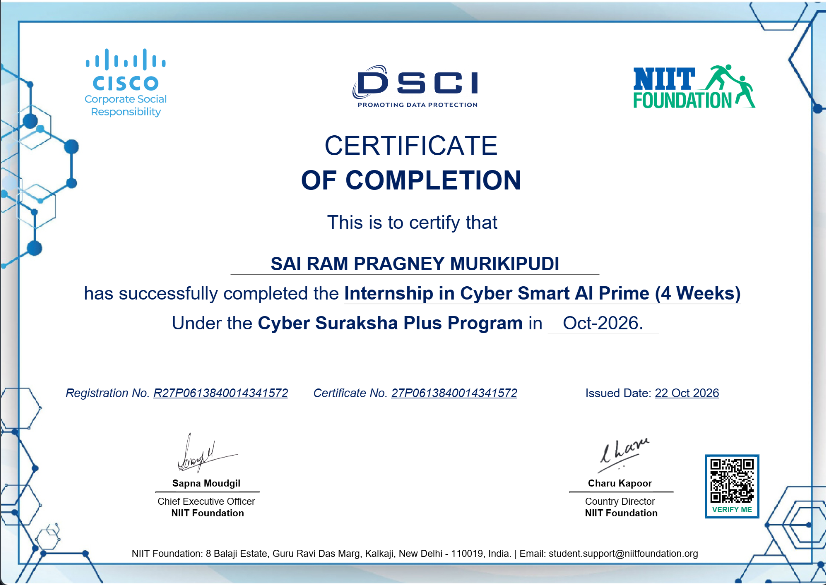 CISCO
Corporate Social
Responsibility
DSCI
PROMOTING DATA PROTECTION
NIIT
FOUNDATION
CERTIFICATE
OF COMPLETION
This is to certify that
SAI RAM PRAGNEY MURIKIPUDI
has successfully completed the Internship in Cyber Smart AI Prime (4 Weeks)
Under the Cyber Suraksha Plus Program in Oct-2026.
Registration No. R27P0613840014341572 Certificate No. 27P0613840014341572 Issued Date: 22 Oct 2026
Sapna Moudgil
Chief Executive Officer
NIIT Foundation
Charu
Charu Kapoor
Country Director
NIIT Foundation
VERIFY ME
NIIT Foundation: 8 Balaji Estate, Guru Ravi Das Marg, Kalkaji, New Delhi - 110019, India. | Email: student.support@niitfoundation.org